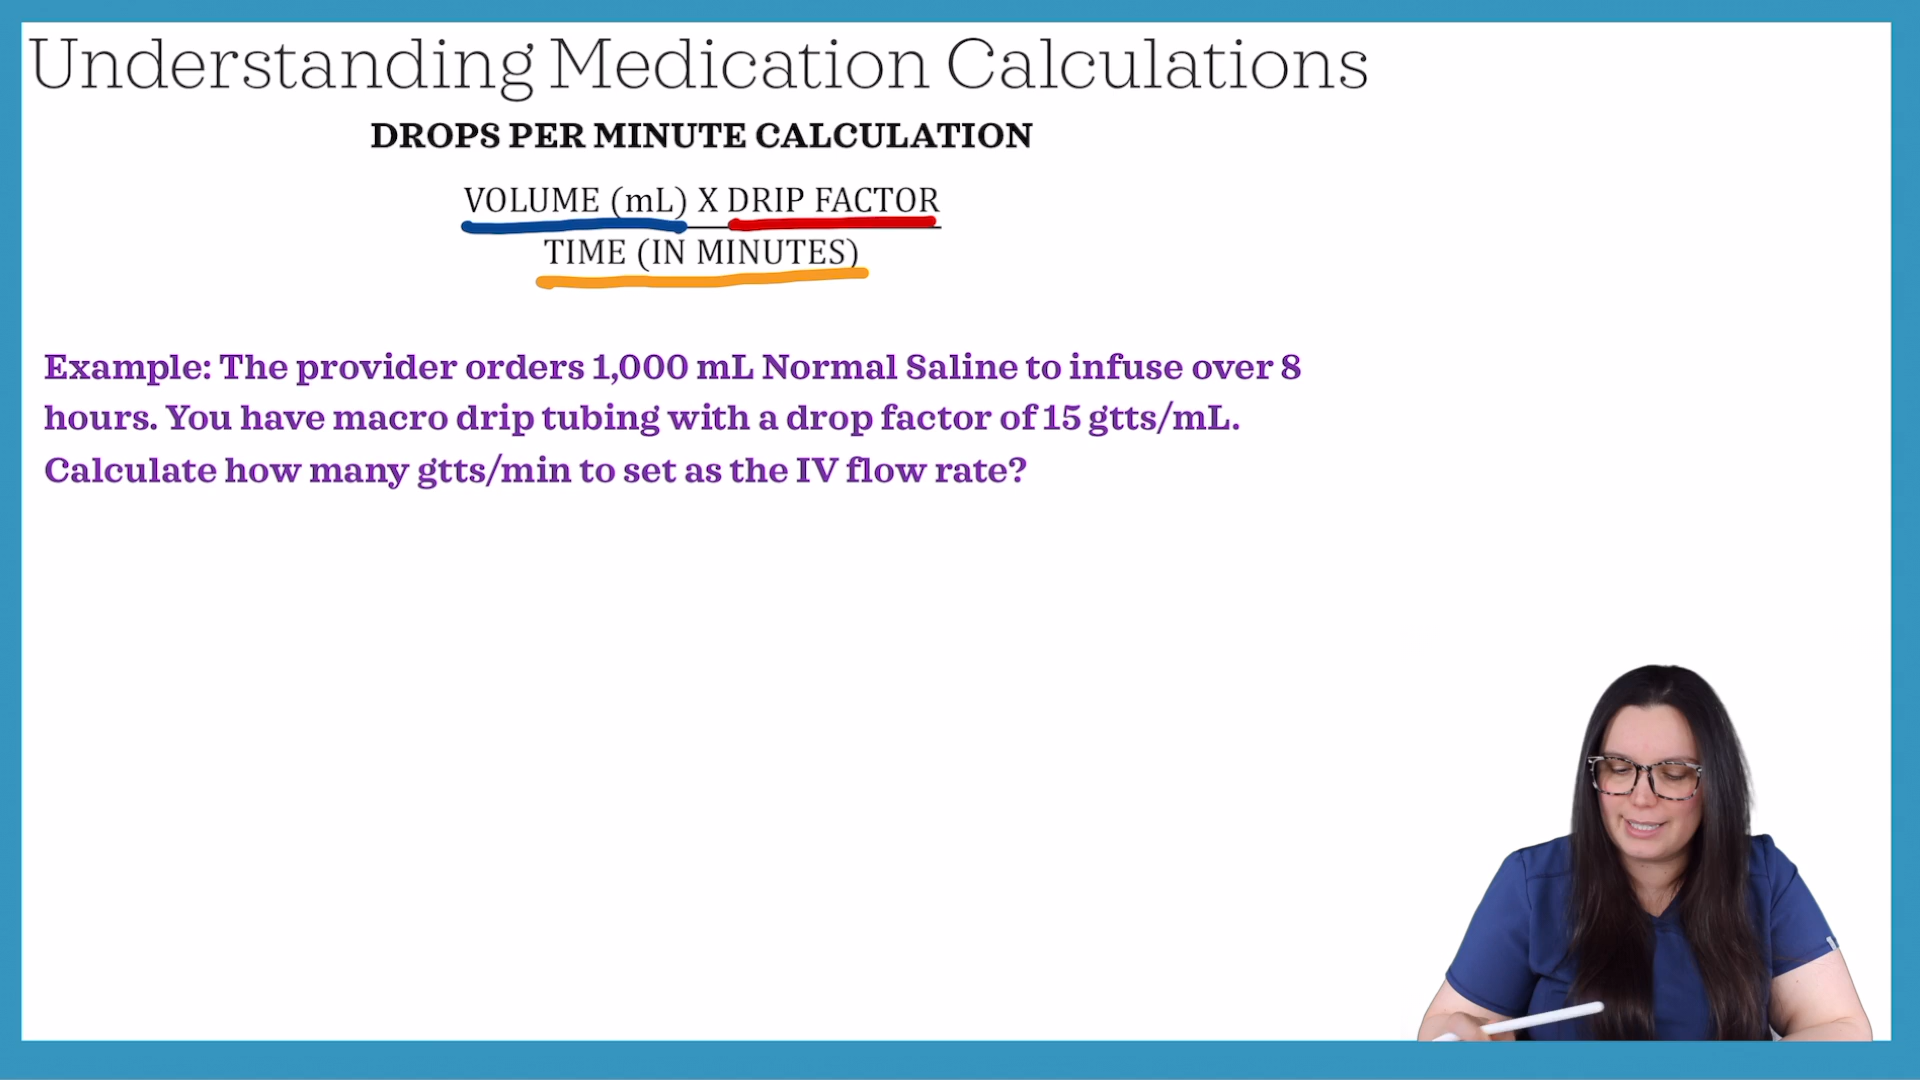 Understanding Medication Calculations
DROPS PER MINUTE CALCULATION
VOLUME (mL) X DRIP FACTOR
TIME (IN MINUTES)
Example: The provider orders 1,000 mL Normal Saline to infuse over 8
hours. You have macro drip tubing with a drop factor of 15 gtts/mL.
Calculate how many gtts/min to set as the IV flow rate?